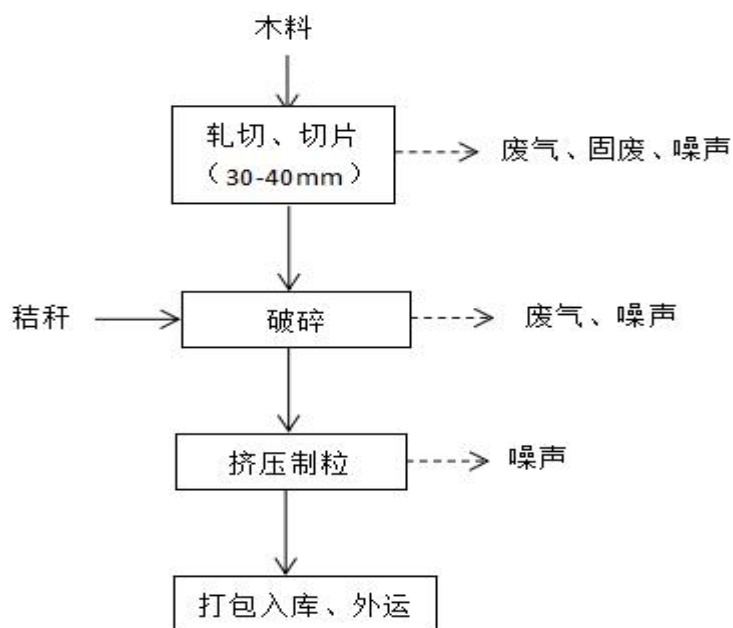 木料
轧切、切片
（30-40mm）
废气、固废、噪声
秸秆
破碎
废气、噪声
挤压制粒
噪声
打包入库、外运